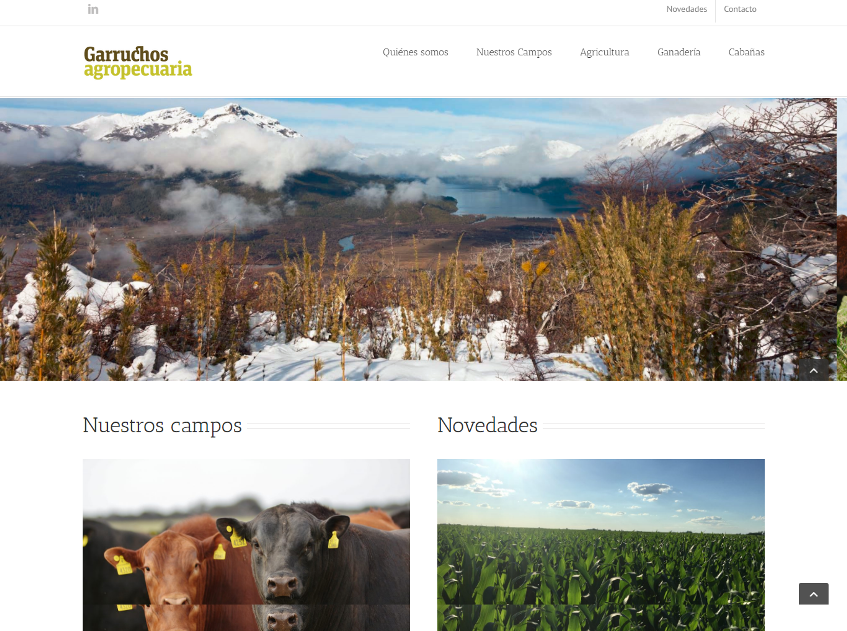 in
Novedades
Contacto
Garruchos
agropecuaria
Quiénes somos
Nuestros Campos
Agricultura
Ganadería
Cabañas
Nuestros campos
Novedades